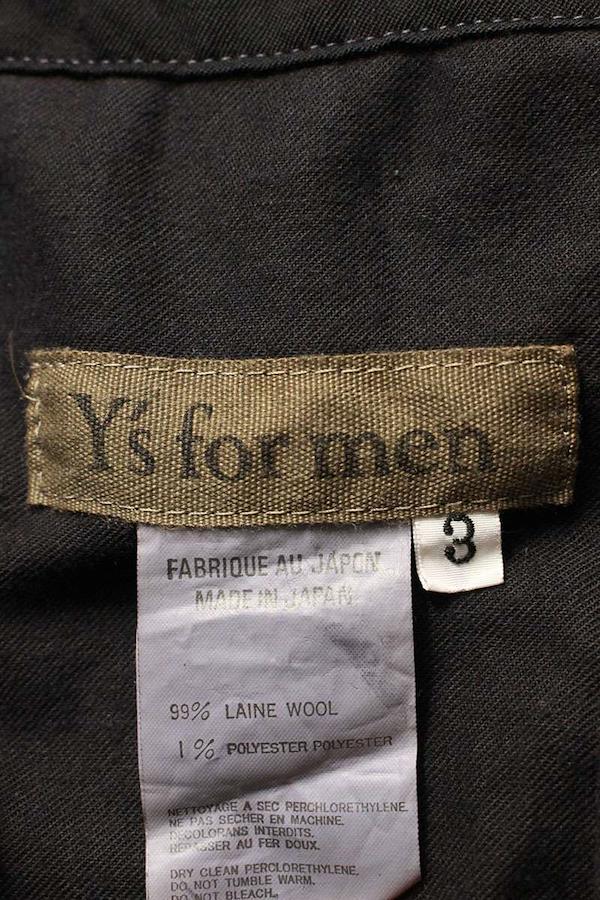 Y's for men
3
FABRIQUE AU JAPON
MADE IN JAPAN
99% LAINE WOOL
1% POLYESTER POLYESTER
NETTOYAGE A SEC PERCHLORETHYLENE.
NE PAS SECHER EN MACHINE.
DECOLORANS INTERDITS.
REPASSER AU FER DOUX.
DRY CLEAN PERCLORETHYLENE.
DO NOT TUMBLE WARM.
DO NOT BLEACH.